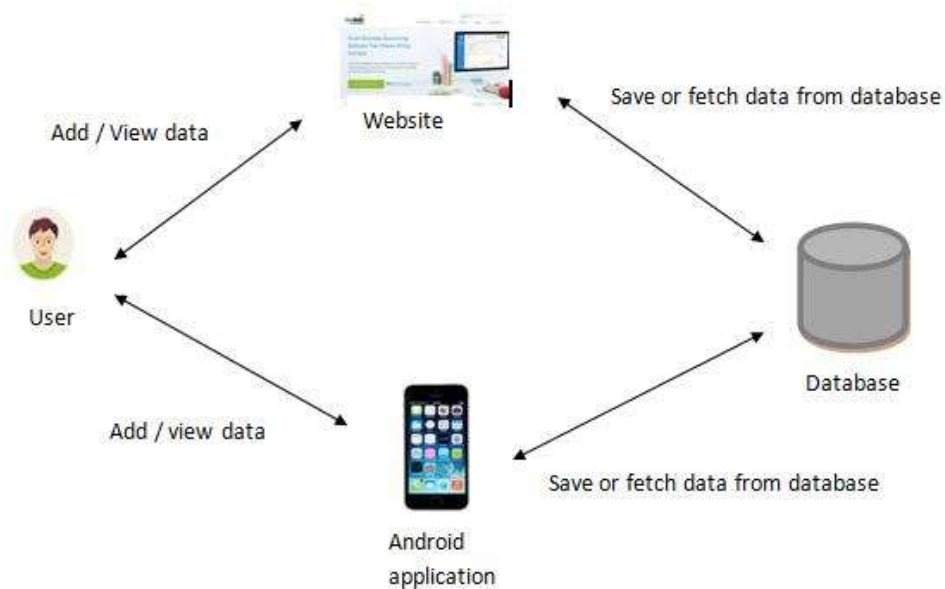 Save or fetch data from database
Website
Add / View data
User
Database
Add / view data
Save or fetch data from database
Android
application